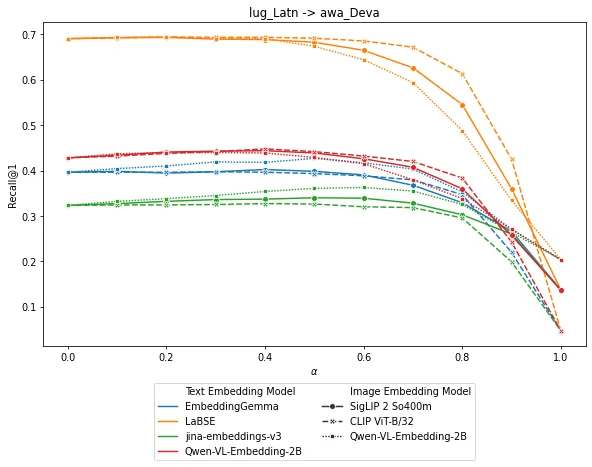 lug_Latn -> awa_Deva
0.7
0.6
0.5
0.4
0.3
0.2
0.1
Recall@1
0.0 0.2 0.4 0.6 0.8 1.0
α
Text Embedding Model Image Embedding Model
EmbeddingGemma SigLIP 2 So400m
LaBSE CLIP ViT-B/32
jina-embeddings-v3 Qwen-VL-Embedding-2B
Qwen-VL-Embedding-2B